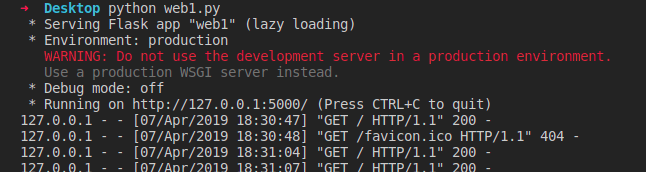 ➜ Desktop python web1.py
* Serving Flask app "web1" (lazy loading)
* Environment: production
WARNING: Do not use the development server in a production environment.
Use a production WSGI server instead.
* Debug mode: off
* Running on http://127.0.0.1:5000/ (Press CTRL+C to quit)
127.0.0.1 - - [07/Apr/2019 18:30:47] "GET / HTTP/1.1" 200 -
127.0.0.1 - - [07/Apr/2019 18:30:48] "GET /favicon.ico HTTP/1.1" 404 -
127.0.0.1 - - [07/Apr/2019 18:31:04] "GET / HTTP/1.1" 200 -
127.0.0.1 - - [07/Apr/2019 18:31:07] "GET / HTTP/1.1" 200 -